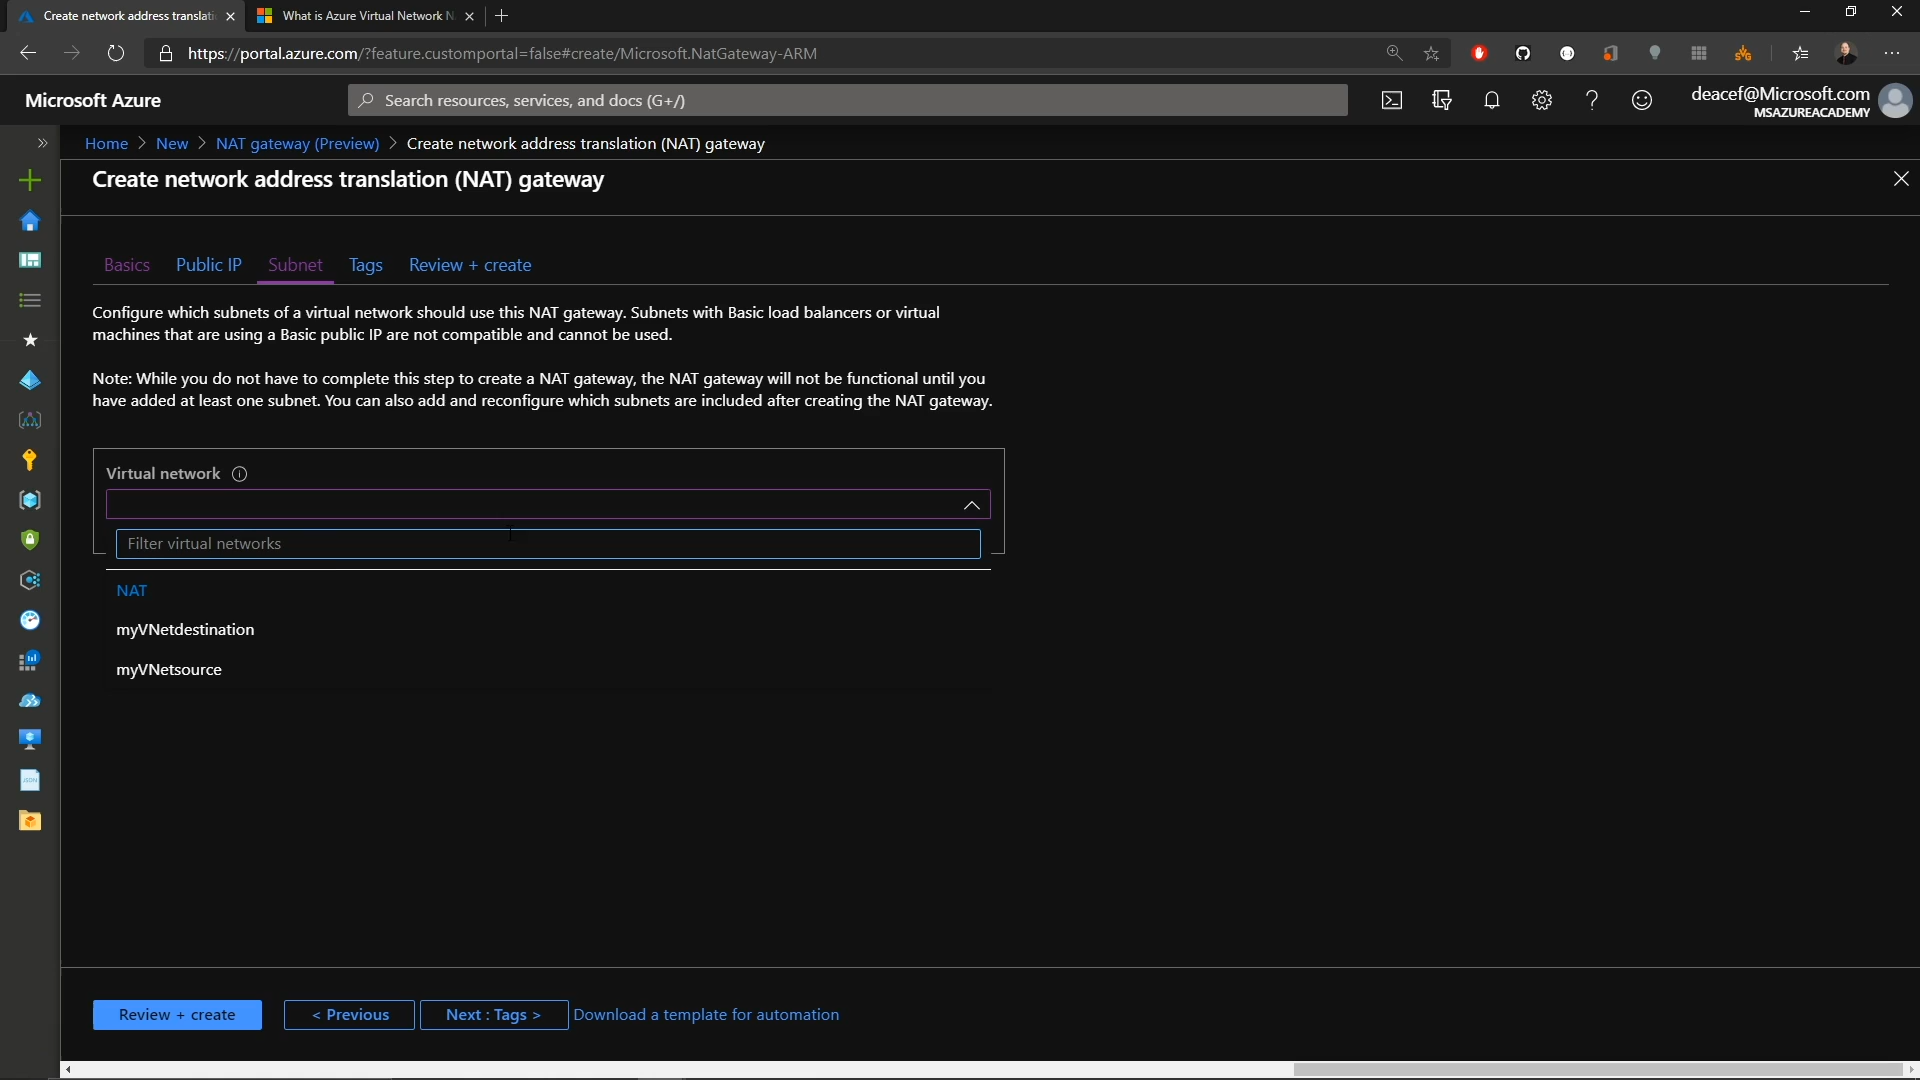 Create network address translati
What is Azure Virtual Network N
https://portal.azure.com/?feature.customportal=false#create/Microsoft.NatGateway-ARM
Microsoft Azure
Search resources, services, and docs (G+/)
deacef@Microsoft.com
MSAZUREACADEMY
Home > New > NAT gateway (Preview) > Create network address translation (NAT) gateway
Create network address translation (NAT) gateway
Basics Public IP Subnet Tags Review + create
Configure which subnets of a virtual network should use this NAT gateway. Subnets with Basic load balancers or virtual
machines that are using a Basic public IP are not compatible and cannot be used.
Note: While you do not have to complete this step to create a NAT gateway, the NAT gateway will not be functional until you
have added at least one subnet. You can also add and reconfigure which subnets are included after creating the NAT gateway.
Virtual network
Filter virtual networks
NAT
myVNetdestination
myVNetsource
Review + create
< Previous
Next : Tags >
Download a template for automation